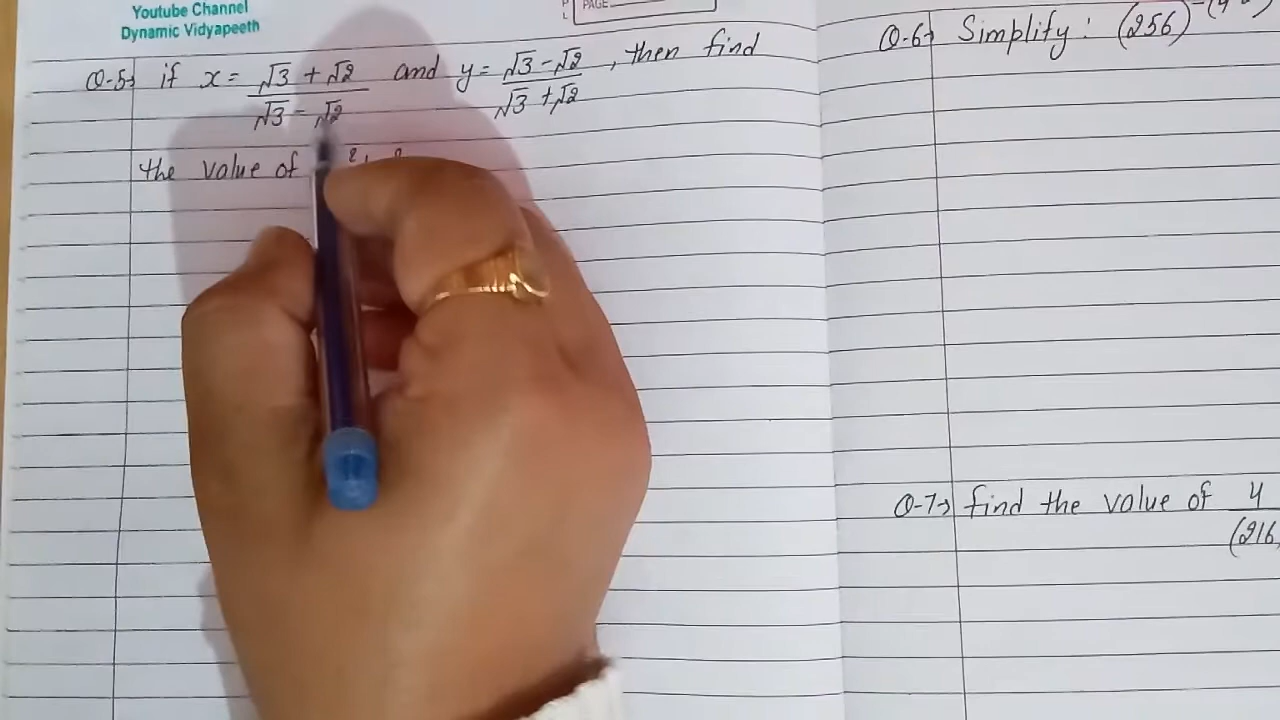 Youtube Channel
Dynamic Vidyapeeth
PAGE
Q-5→ if x = (√3 + √2)/(√3 - √2) and y = (√3 - √2)/(√3 + √2), then find
the value of
Q-6→ Simplify: (256)
Q-7→ find the value of 4
(216